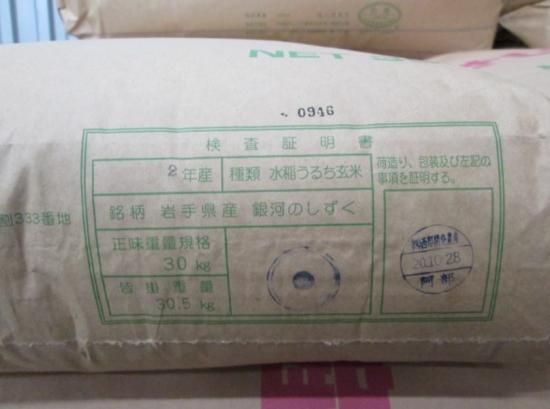 NET
0946
検査証明書
2年産 種類 水稲うるち玄米
荷造り、包装及び左記の
事項を証明する。
銘柄 岩手県産 銀河のしずく
333番地
正味重量規格
30 kg
皆掛重量
30.5 kg
20.10.28
阿部